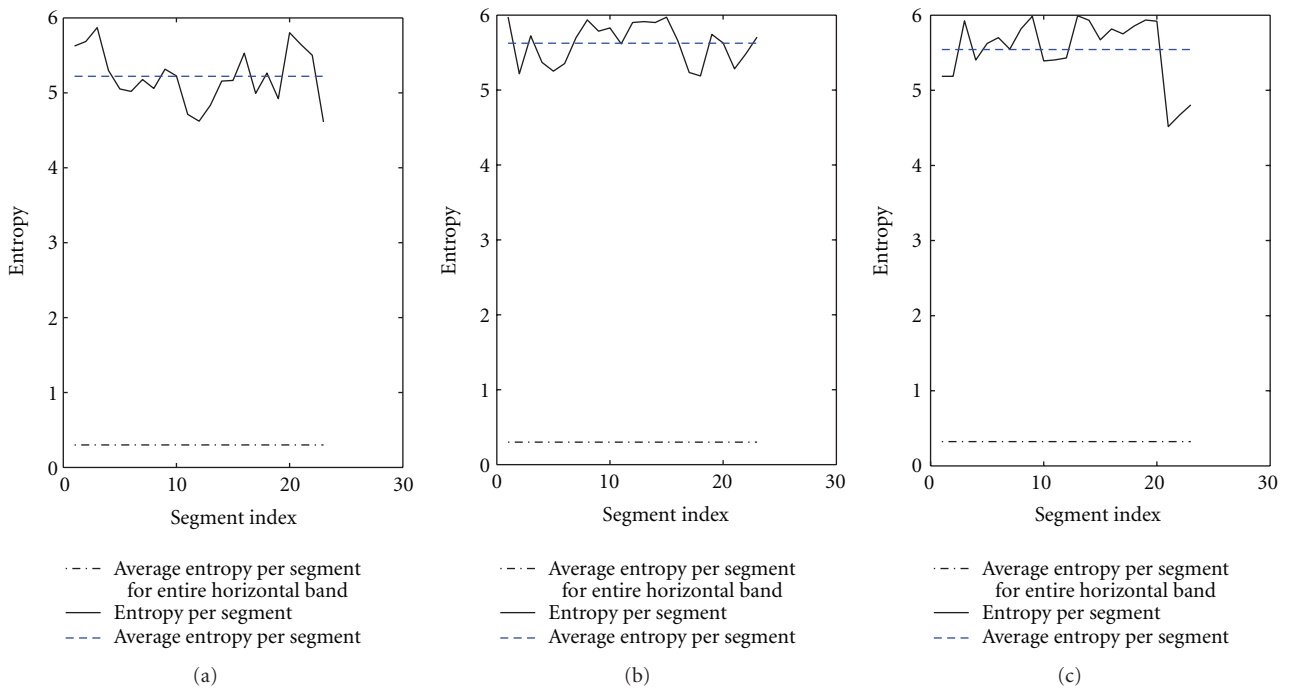 6
5
4
3
2
1
0
Entropy
0 10 20 30
Segment index
Average entropy per segment
for entire horizontal band
Entropy per segment
Average entropy per segment
(a)
6
5
4
3
2
1
0
Entropy
0 10 20 30
Segment index
Average entropy per segment
for entire horizontal band
Entropy per segment
Average entropy per segment
(b)
6
5
4
3
2
1
0
Entropy
0 10 20 30
Segment index
Average entropy per segment
for entire horizontal band
Entropy per segment
Average entropy per segment
(c)